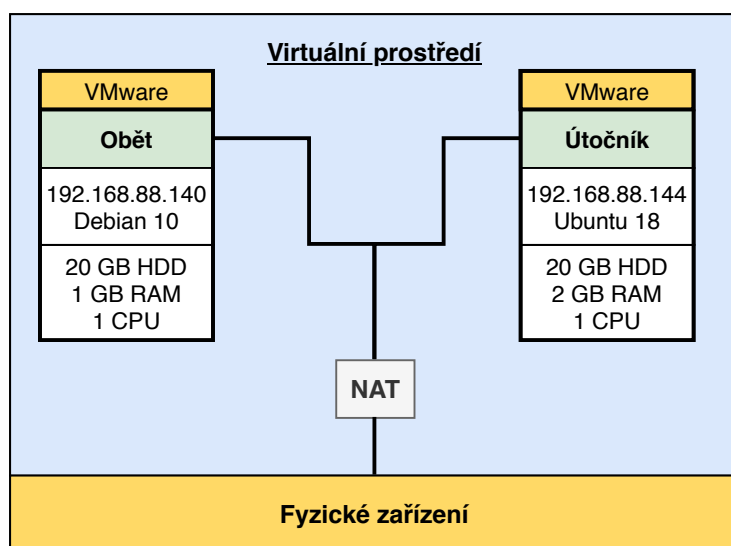 Virtuální prostředí
VMware
Oběť
192.168.88.140
Debian 10
20 GB HDD
1 GB RAM
1 CPU
VMware
Útočník
192.168.88.144
Ubuntu 18
20 GB HDD
2 GB RAM
1 CPU
NAT
Fyzické zařízení